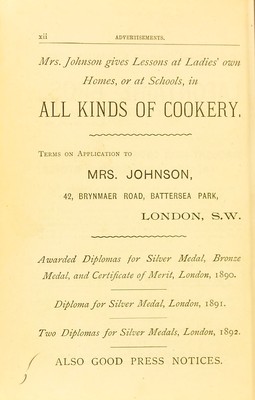 xii ADVERTISEMENTS.
Mrs. Johnson gives Lessons at Ladies' own
Homes, or at Schools, in
ALL KINDS OF COOKERY.
TERMS ON APPLICATION TO
MRS. JOHNSON,
42, BRYNMAER ROAD, BATTERSEA PARK,
LONDON, S.W.
Awarded Diplomas for Silver Medal, Bronze
Medal, and Certificate of Merit, London, 1890.
Diploma for Silver Medal, London, 1891.
Two Diplomas for Silver Medals, London, 1892.
ALSO GOOD PRESS NOTICES.